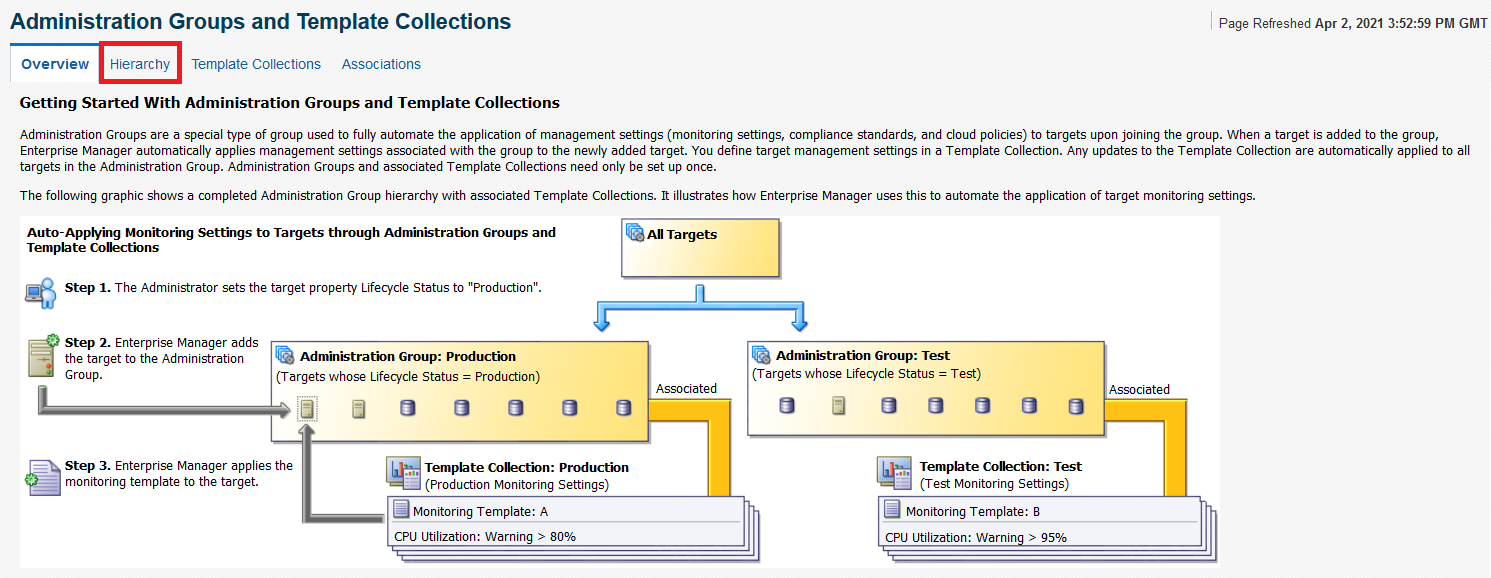 Administration Groups and Template Collections
Page Refreshed Apr 2, 2021 3:52:59 PM GMT
Overview Hierarchy Template Collections Associations
Getting Started With Administration Groups and Template Collections
Administration Groups are a special type of group used to fully automate the application of management settings (monitoring settings, compliance standards, and cloud policies) to targets upon joining the group. When a target is added to the group,
Enterprise Manager automatically applies management settings associated with the group to the newly added target. You define target management settings in a Template Collection. Any updates to the Template Collection are automatically applied to all
targets in the Administration Group. Administration Groups and associated Template Collections need only be set up once.
The following graphic shows a completed Administration Group hierarchy with associated Template Collections. It illustrates how Enterprise Manager uses this to automate the application of target monitoring settings.
Auto-Applying Monitoring Settings to Targets through Administration Groups and
Template Collections
All Targets
Step 1. The Administrator sets the target property Lifecycle Status to "Production".
Step 2. Enterprise Manager adds
the target to the Administration
Group.
Administration Group: Production
(Targets whose Lifecycle Status = Production)
Associated
Administration Group: Test
(Targets whose Lifecycle Status = Test)
Associated
Step 3. Enterprise Manager applies the
monitoring template to the target.
Template Collection: Production
(Production Monitoring Settings)
Monitoring Template: A
CPU Utilization: Warning > 80%
Template Collection: Test
(Test Monitoring Settings)
Monitoring Template: B
CPU Utilization: Warning > 95%